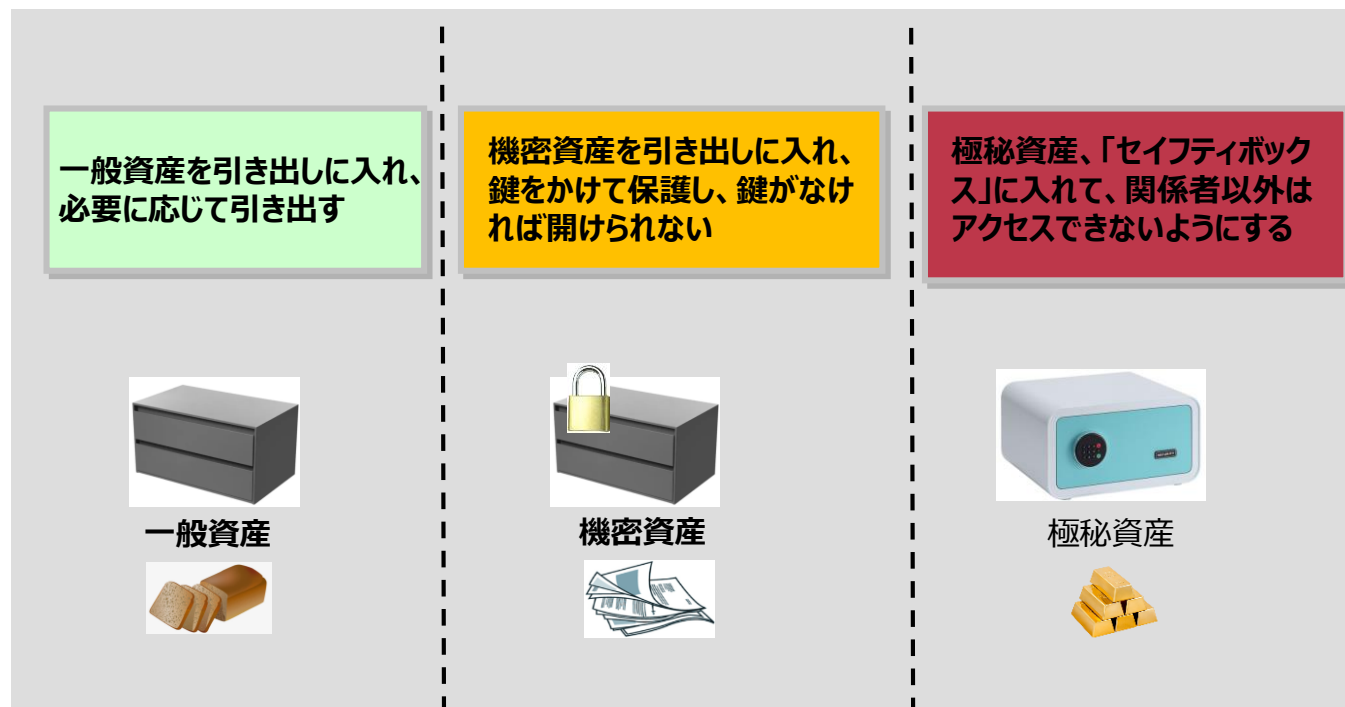 一般資産を引き出しに入れ、
必要に応じて引き出す
機密資産を引き出しに入れ、
鍵をかけて保護し、鍵がなけ
れば開けられない
極秘資産、「セイフティボック
ス」に入れて、関係者以外は
アクセスできないようにする
一般資産
機密資産
極秘資産